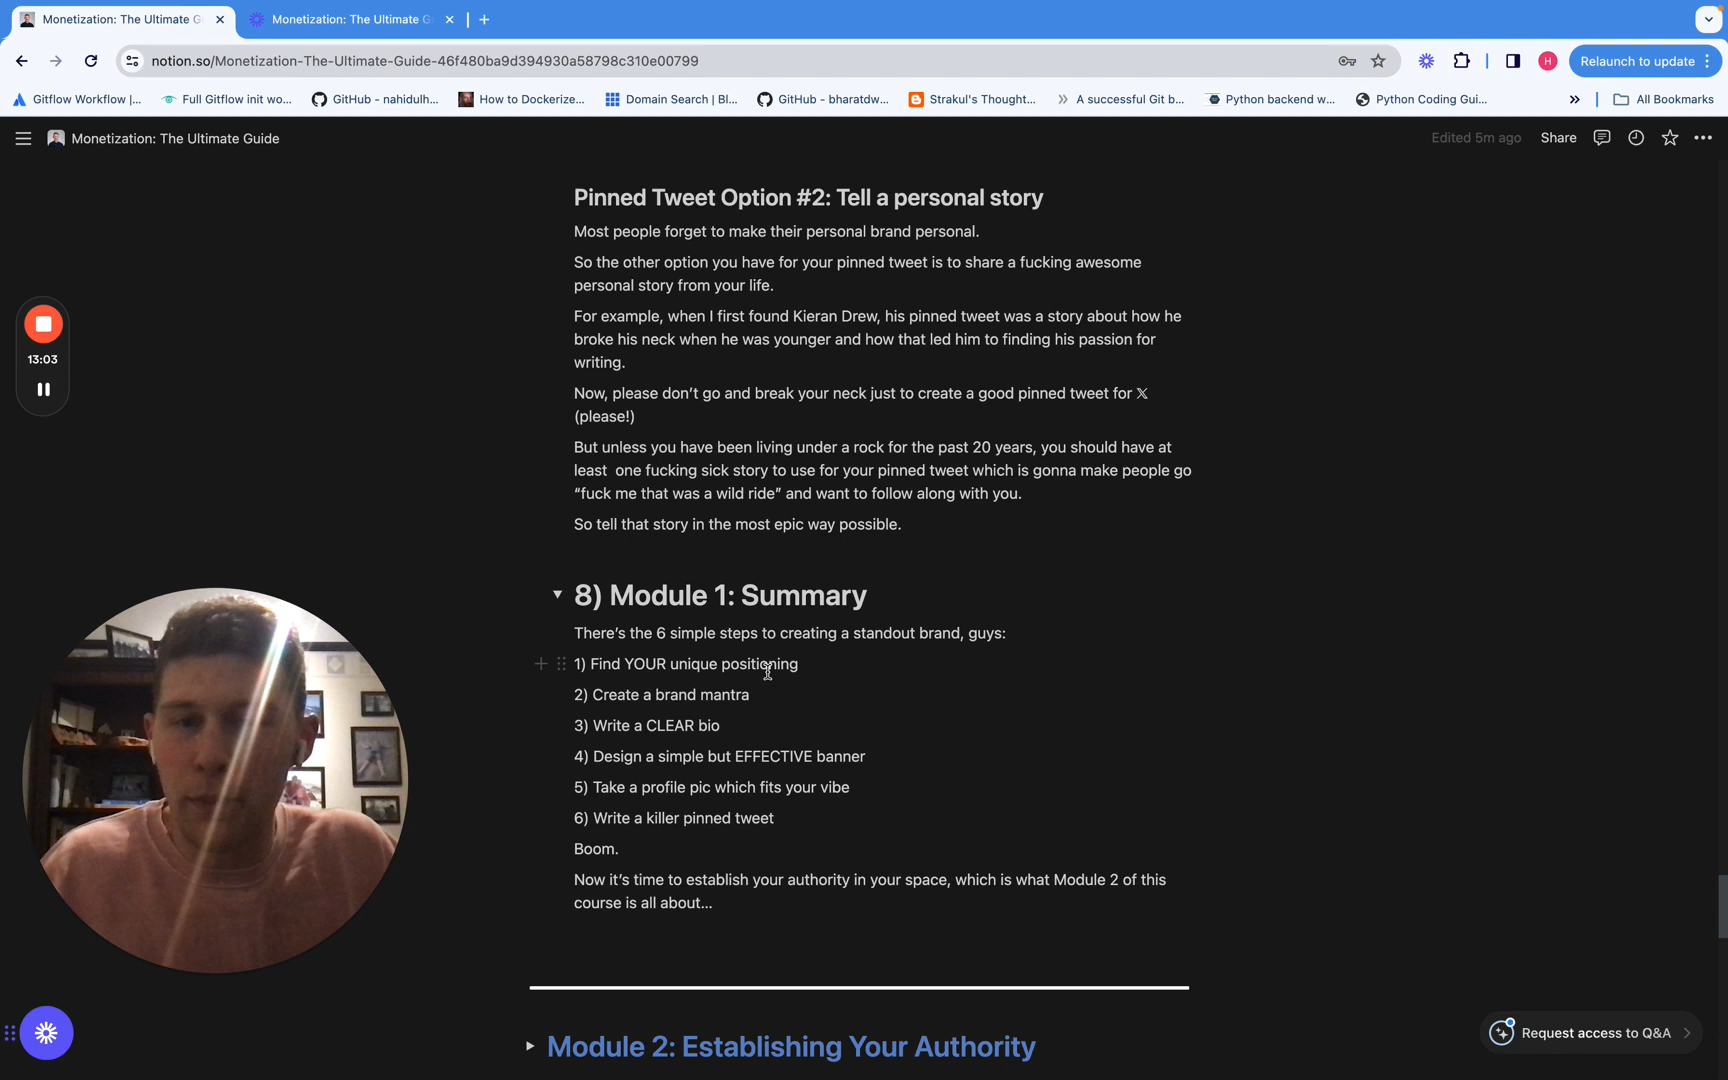 Monetization: The Ultimate G
Monetization: The Ultimate G
notion.so/Monetization-The-Ultimate-Guide-46f480ba9d394930a58798c310e00799
Relaunch to update
H
Gitflow Workflow |...
Full Gitflow init wo...
GitHub - nahidulh...
How to Dockerize...
Domain Search | Bl...
GitHub - bharatdw...
Strakul's Thought...
A successful Git b...
Python backend w...
Python Coding Gui...
All Bookmarks
Monetization: The Ultimate Guide
Edited 5m ago
Share
Pinned Tweet Option #2: Tell a personal story
Most people forget to make their personal brand personal.
So the other option you have for your pinned tweet is to share a fucking awesome
personal story from your life.
For example, when I first found Kieran Drew, his pinned tweet was a story about how he
broke his neck when he was younger and how that led him to finding his passion for
writing.
Now, please don't go and break your neck just to create a good pinned tweet for 𝕏
(please!)
But unless you have been living under a rock for the past 20 years, you should have at
least one fucking sick story to use for your pinned tweet which is gonna make people go
“fuck me that was a wild ride” and want to follow along with you.
So tell that story in the most epic way possible.
13:03
8) Module 1: Summary
There's the 6 simple steps to creating a standout brand, guys:
1) Find YOUR unique positioning
2) Create a brand mantra
3) Write a CLEAR bio
4) Design a simple but EFFECTIVE banner
5) Take a profile pic which fits your vibe
6) Write a killer pinned tweet
Boom.
Now it's time to establish your authority in your space, which is what Module 2 of this
course is all about...
Module 2: Establishing Your Authority
Request access to Q&A